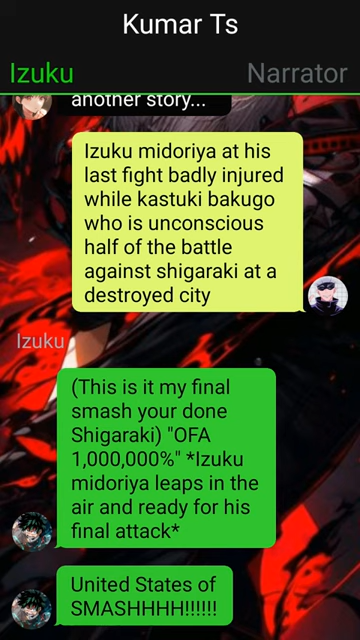 Kumar Ts
Izuku
Narrator
another story...
Izuku midoriya at his
last fight badly injured
while kastuki bakugo
who is unconscious
half of the battle
against shigaraki at a
destroyed city
Izuku
(This is it my final
smash your done
Shigaraki) "OFA
1,000,000%" *Izuku
midoriya leaps in the
air and ready for his
final attack*
United States of
SMASHHHH!!!!!!